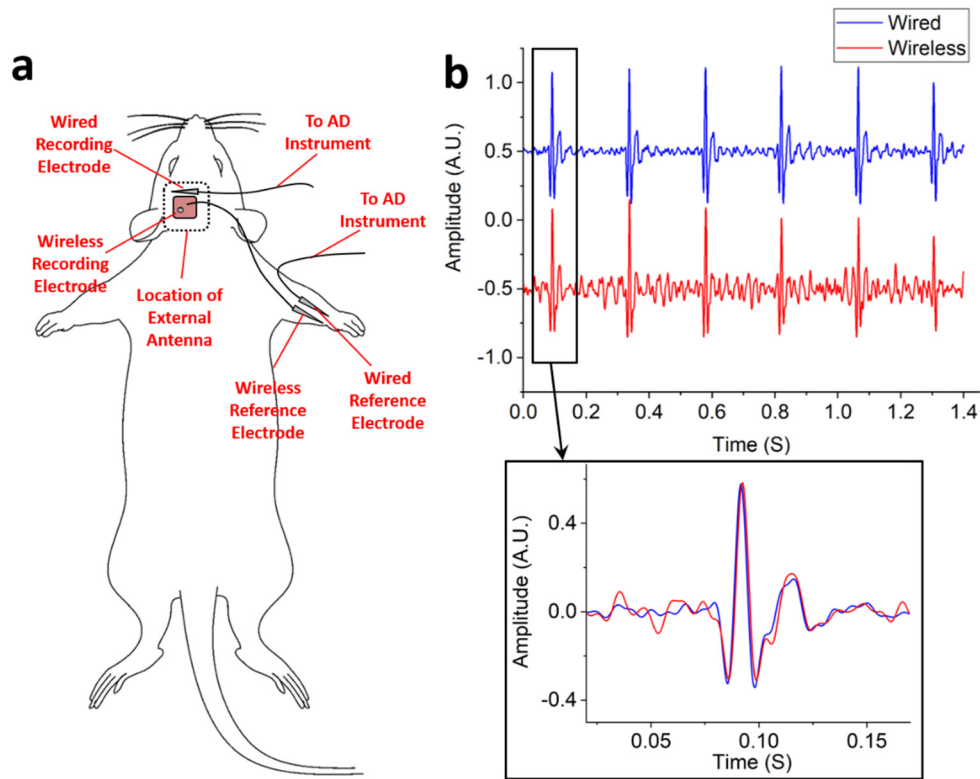 a
Wired
Recording
Electrode
To AD
Instrument
To AD
Instrument
Wireless
Recording
Electrode
Location of
External
Antenna
Wireless
Reference
Electrode
Wired
Reference
Electrode
b
Wired
Wireless
Amplitude (A.U.)
1.0
0.5
0.0
-0.5
-1.0
0.0 0.2 0.4 0.6 0.8 1.0 1.2 1.4
Time (S)
Amplitude (A.U.)
0.4
0.0
-0.4
0.05 0.10 0.15
Time (S)